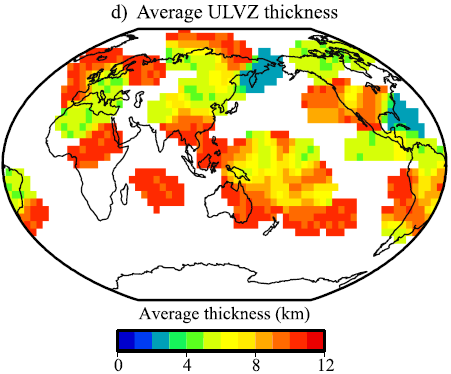 d) Average ULVZ thickness
Average thickness (km)
0 4 8 12